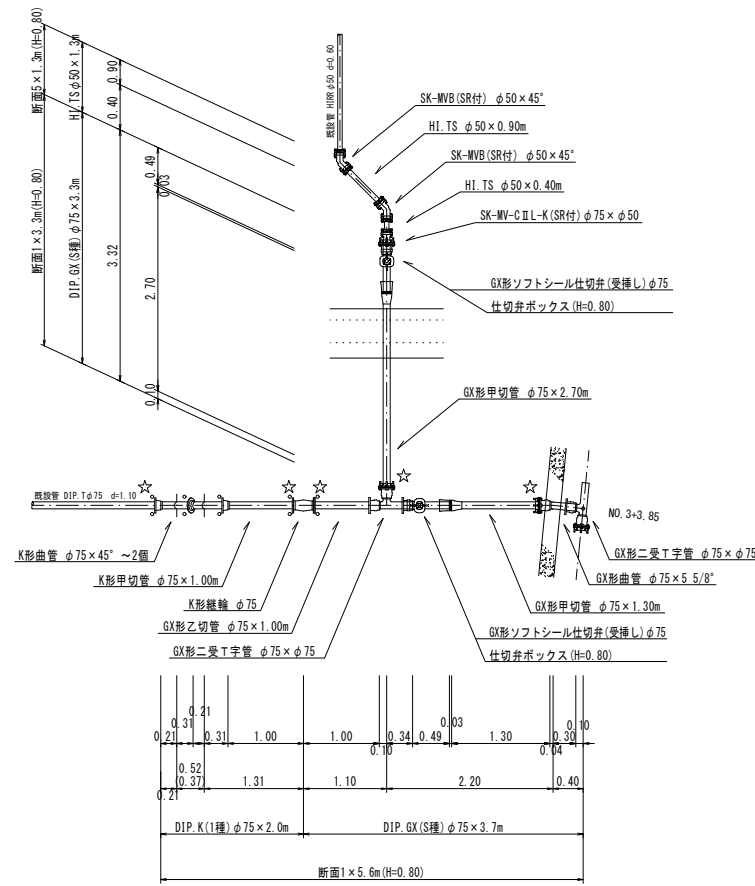 断面5×1.3m(H=0.80)
HI.TSφ50×1.3m
0.90
0.40
断面1×3.3m(H=0.80)
DIP.GX(S種)φ75×3.3m
3.32
0.49
0.03
2.70
0.10
既設管 HIRRφ50 d=0.60
SK-MVB(SR付) φ50×45°
HI.TS φ50×0.90m
SK-MVB(SR付) φ50×45°
HI.TS φ50×0.40m
SK-MV-CⅡL-K(SR付)φ75×φ50
GX形ソフトシール仕切弁(受挿し)φ75
仕切弁ボックス(H=0.80)
GX形甲切管 φ75×2.70m
☆ ☆ ☆ ☆ ☆
既設管 DIP.Tφ75 d=1.10
NO.3+3.85
K形曲管 φ75×45° ～2個
K形甲切管 φ75×1.00m
K形継輪 φ75
GX形乙切管 φ75×1.00m
GX形二受T字管 φ75×φ75
GX形二受T字管 φ75×φ75
GX形曲管 φ75×5 5/8°
GX形甲切管 φ75×1.30m
GX形ソフトシール仕切弁(受挿し)φ75
仕切弁ボックス(H=0.80)
0.21 0.31 0.21 0.31 1.00 1.00 0.10 0.34 0.49 0.03 1.30 0.04 0.30 0.10
0.21 0.52 (0.37) 1.31 1.10 2.20 0.40
DIP.K(1種)φ75×2.0m DIP.GX(S種)φ75×3.7m
断面1×5.6m(H=0.80)